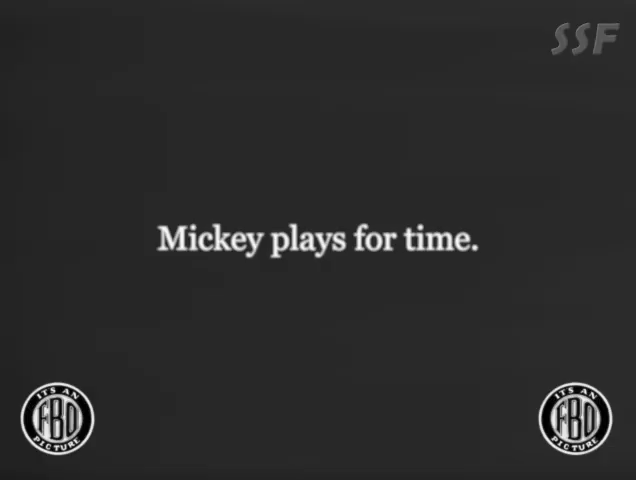 SSF
Mickey plays for time.
IT'S AN
FBO
PICTURE
IT'S AN
FBO
PICTURE